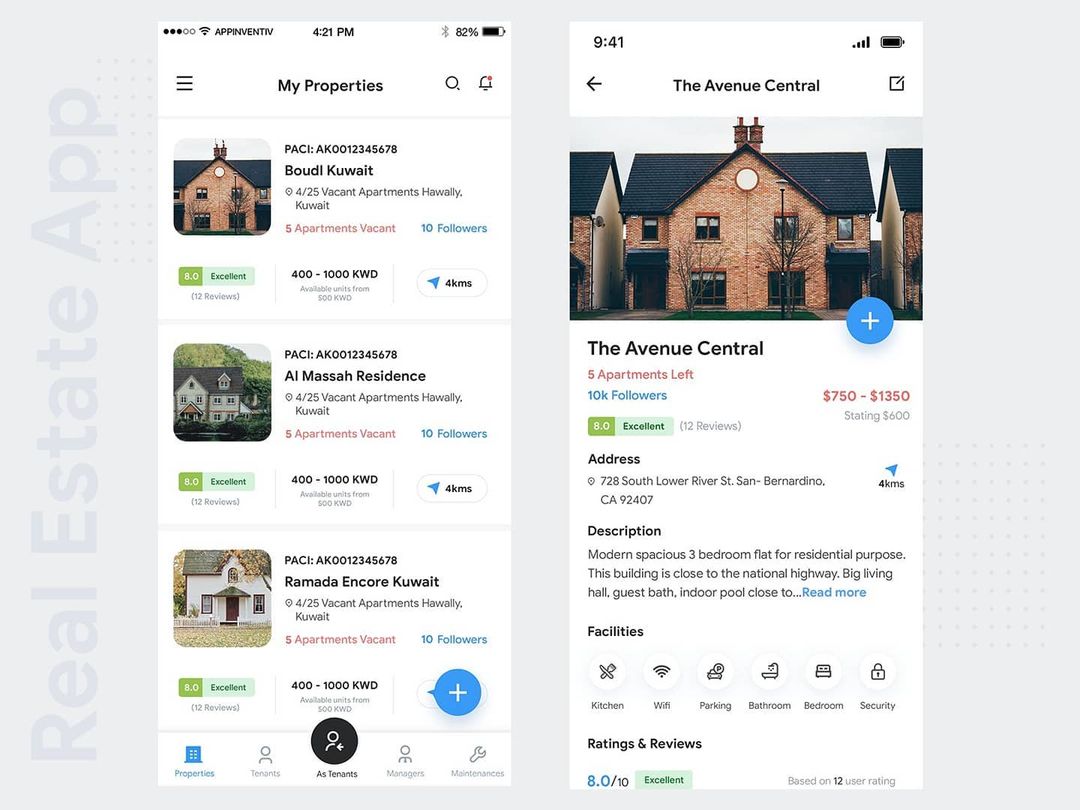 Real Estate App
APPINVENTIV
4:21 PM
82%
My Properties
PACI: AK0012345678
Boudl Kuwait
4/25 Vacant Apartments Hawally,
Kuwait
5 Apartments Vacant
10 Followers
8.0 Excellent
(12 Reviews)
400 - 1000 KWD
Available units from
500 KWD
4kms
PACI: AK0012345678
Al Massah Residence
4/25 Vacant Apartments Hawally,
Kuwait
5 Apartments Vacant
10 Followers
8.0 Excellent
(12 Reviews)
400 - 1000 KWD
Available units from
500 KWD
4kms
PACI: AK0012345678
Ramada Encore Kuwait
4/25 Vacant Apartments Hawally,
Kuwait
5 Apartments Vacant
10 Followers
8.0 Excellent
(12 Reviews)
400 - 1000 KWD
Available units from
500 KWD
Properties
Tenants
As Tenants
Managers
Maintenances
9:41
The Avenue Central
The Avenue Central
5 Apartments Left
10k Followers
$750 - $1350
Stating $600
8.0 Excellent (12 Reviews)
Address
728 South Lower River St. San- Bernardino,
CA 92407
4kms
Description
Modern spacious 3 bedroom flat for residential purpose.
This building is close to the national highway. Big living
hall, guest bath, indoor pool close to...Read more
Facilities
Kitchen
Wifi
Parking
Bathroom
Bedroom
Security
Ratings & Reviews
8.0/10 Excellent
Based on 12 user rating